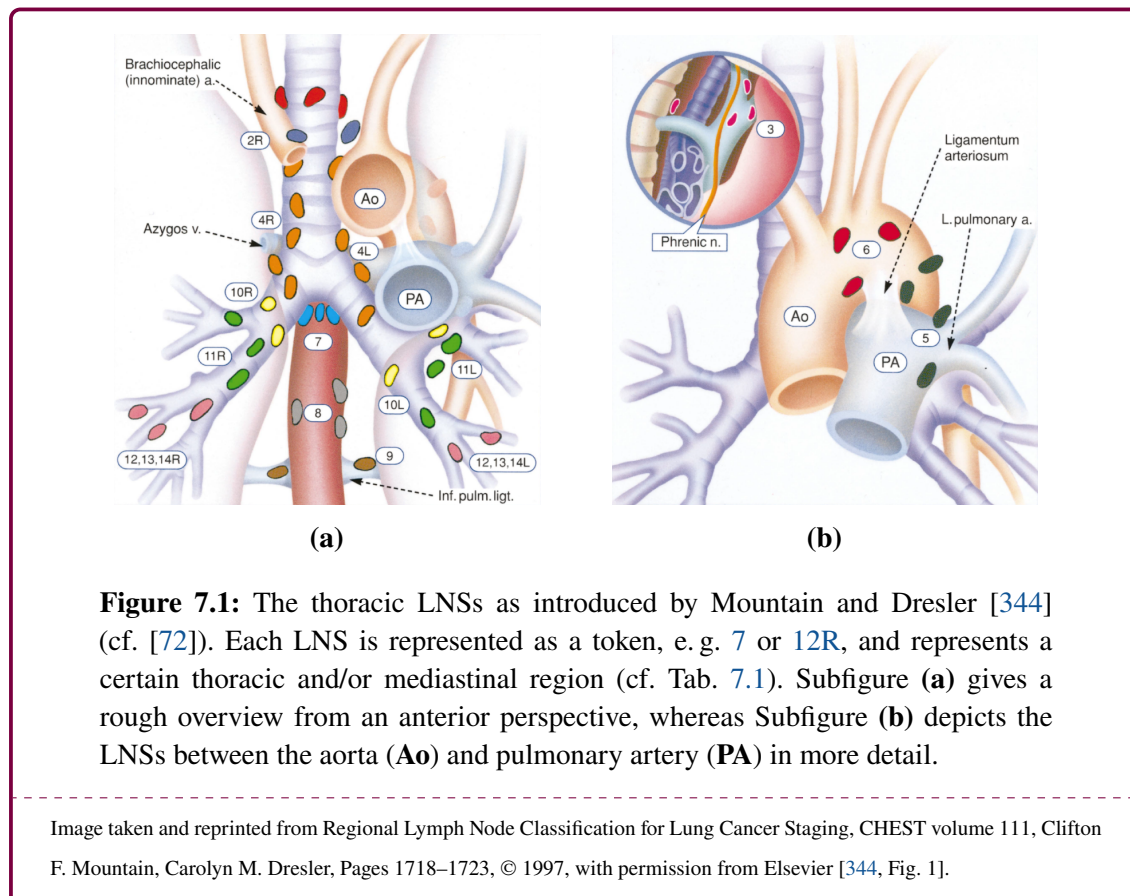 Brachiocephalic
(innominate) a.
2R
Ao
4R
Azygos v.
4L
10R
PA
7
11R
11L
8
10L
12,13,14R
9
12,13,14L
Inf. pulm. ligt.
(a)
3
Ligamentum
arteriosum
Phrenic n.
L. pulmonary a.
6
Ao
5
PA
(b)
Figure 7.1: The thoracic LNSs as introduced by Mountain and Dresler [344]
(cf. [72]). Each LNS is represented as a token, e. g. 7 or 12R, and represents a
certain thoracic and/or mediastinal region (cf. Tab. 7.1). Subfigure (a) gives a
rough overview from an anterior perspective, whereas Subfigure (b) depicts the
LNSs between the aorta (Ao) and pulmonary artery (PA) in more detail.
Image taken and reprinted from Regional Lymph Node Classification for Lung Cancer Staging, CHEST volume 111, Clifton
F. Mountain, Carolyn M. Dresler, Pages 1718–1723, © 1997, with permission from Elsevier [344, Fig. 1].